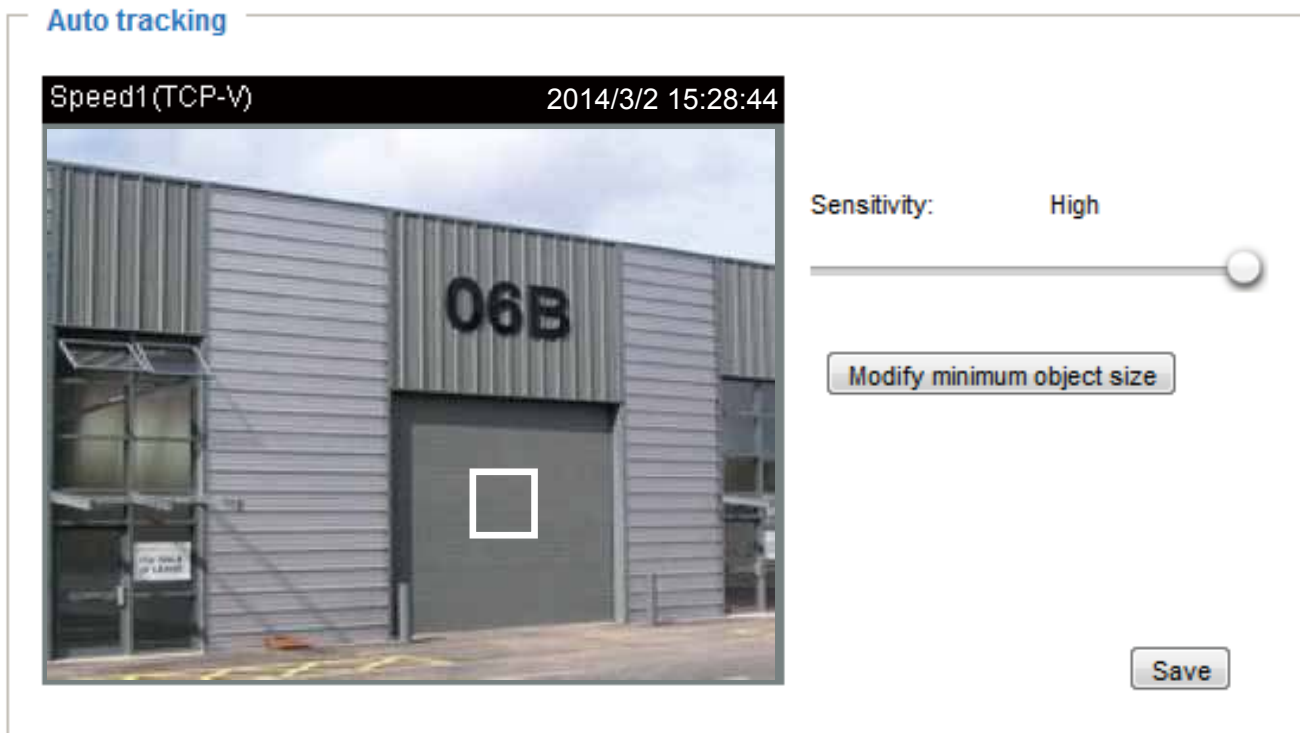 Auto tracking
Speed1(TCP-V) 2014/3/2 15:28:44
06B
Sensitivity: High
Modify minimum object size
Save